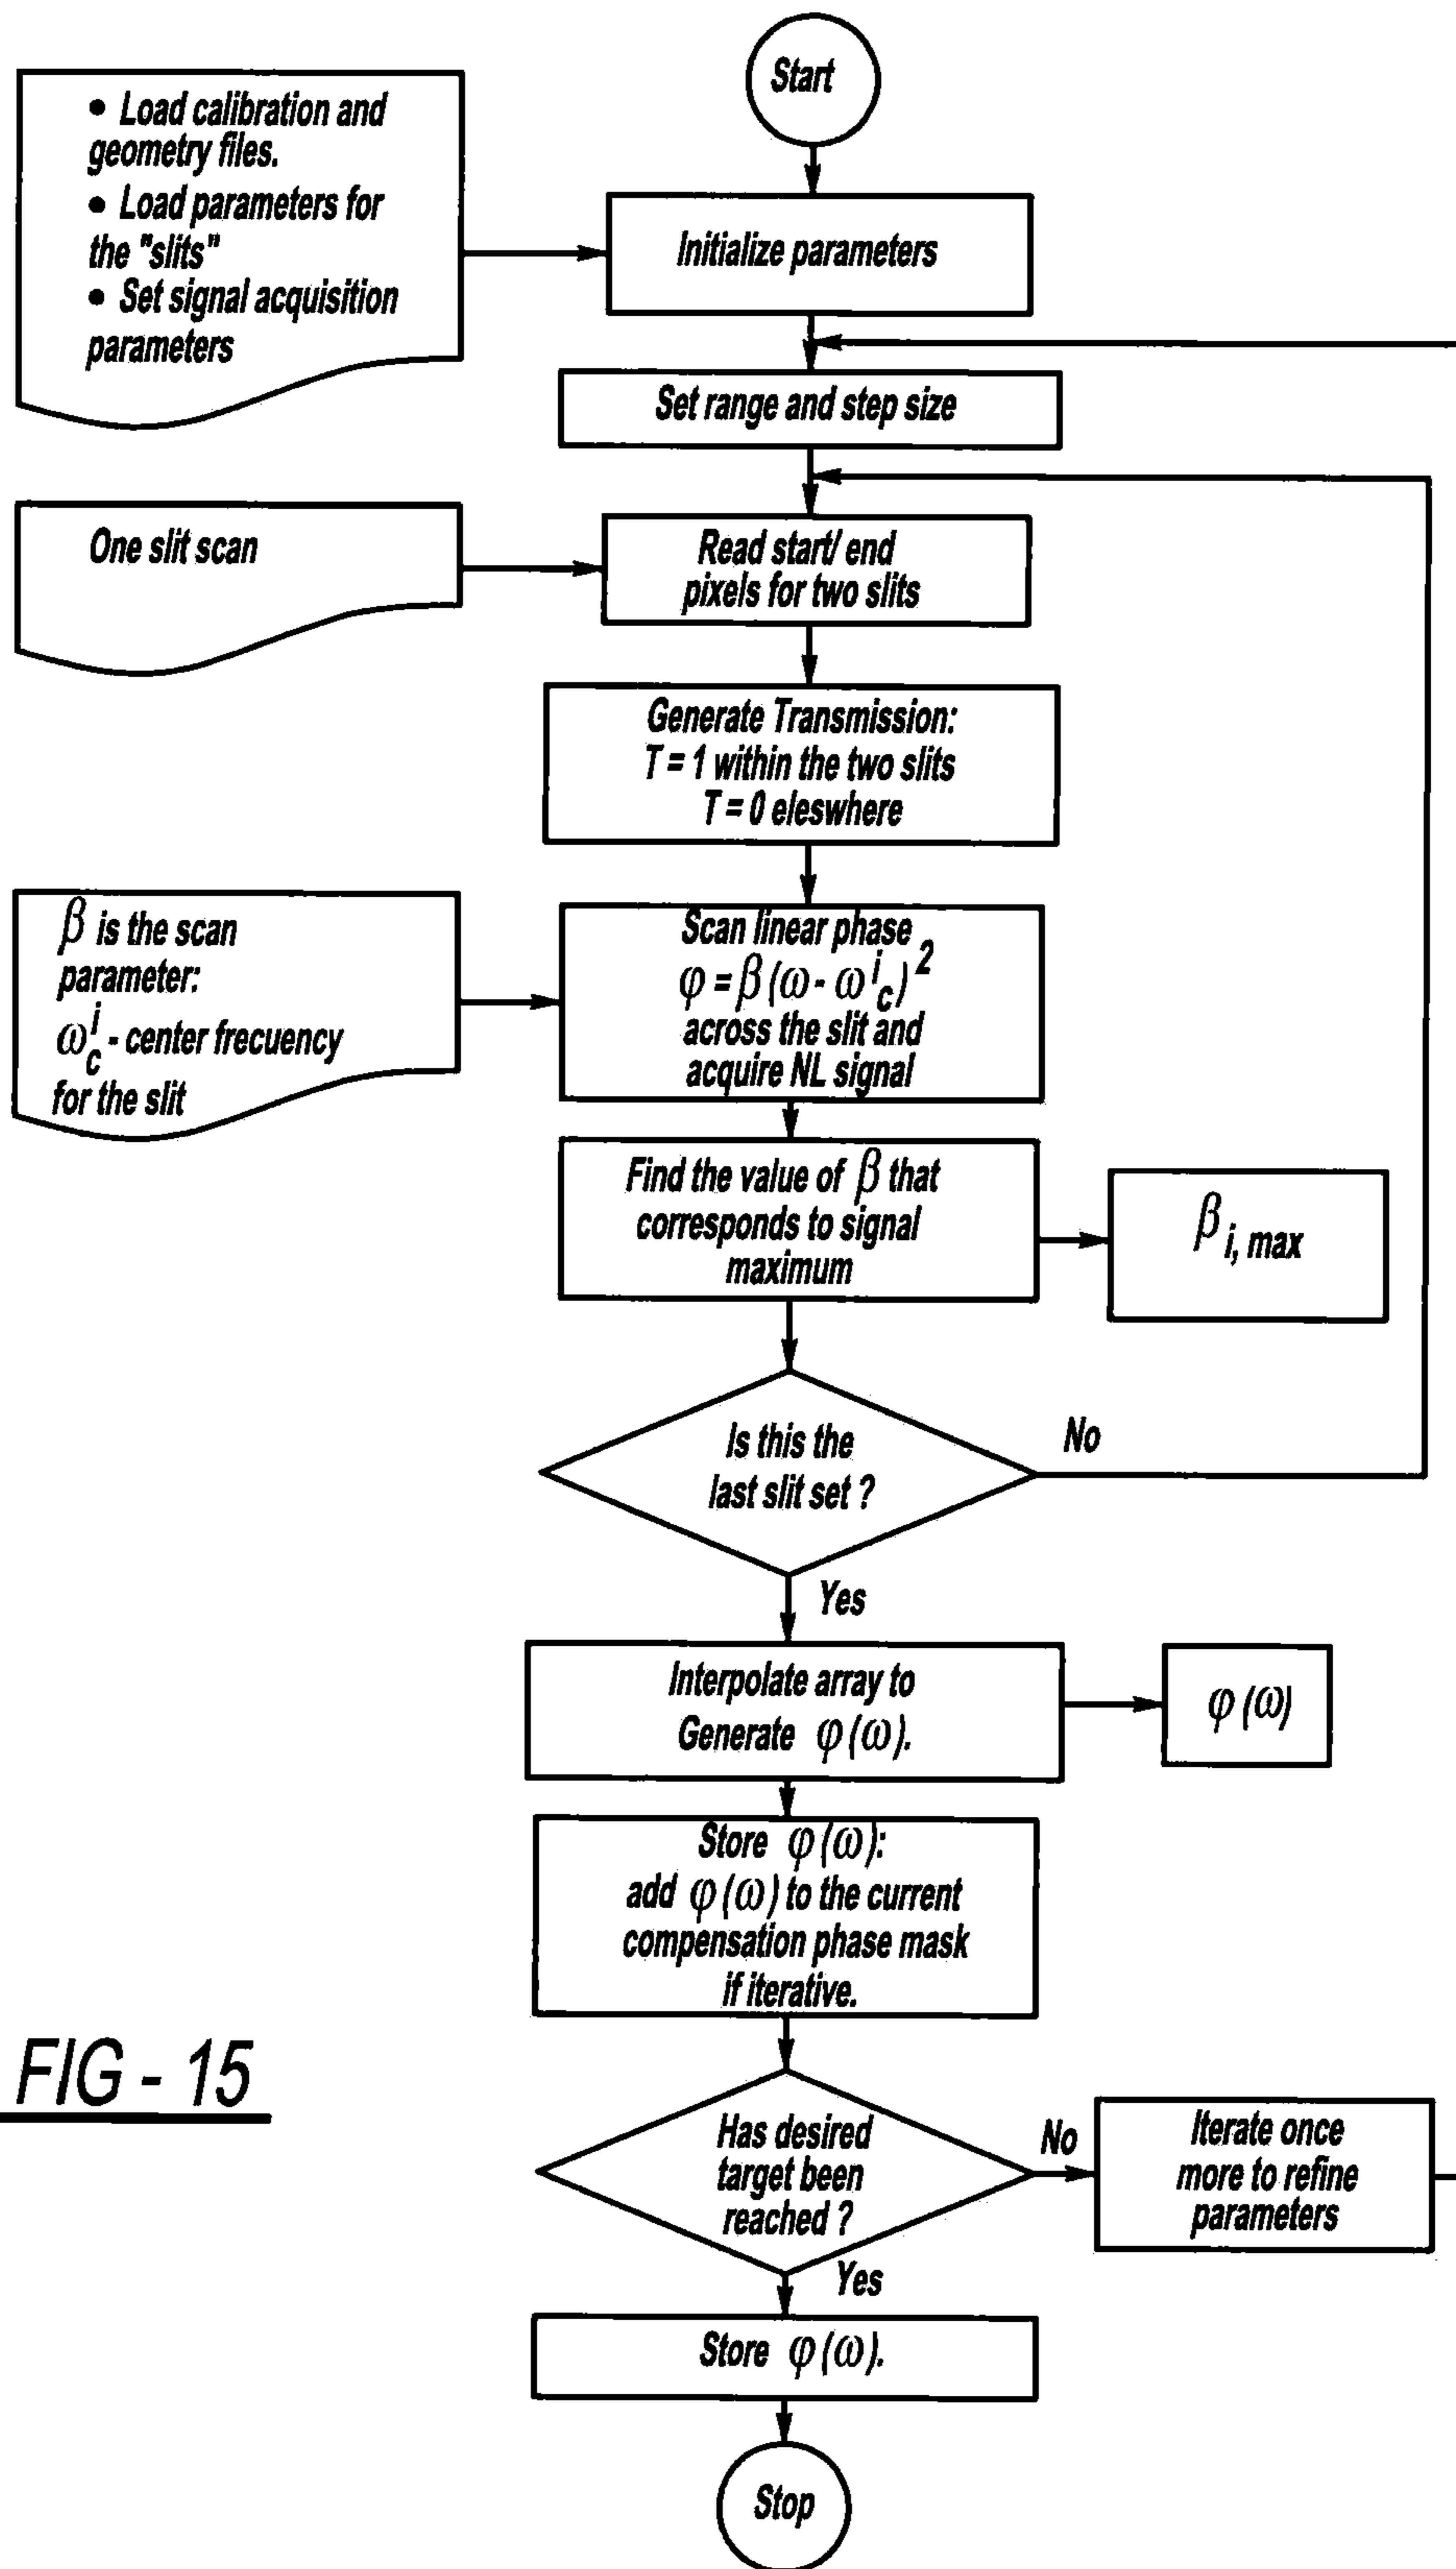 Start
• Load calibration and
geometry files.
• Load parameters for
the "slits"
• Set signal acquisition
parameters
Initialize parameters
Set range and step size
One slit scan
Read start/ end
pixels for two slits
Generate Transmission:
T = 1 within the two slits
T = 0 eleswhere
β is the scan
parameter:
ω_c^i - center frecuency
for the slit
Scan linear phase
φ = β (ω - ω_c^i)^2
across the slit and
acquire NL signal
Find the value of β that
corresponds to signal
maximum
β i, max
Is this the
last slit set ?
No
Yes
Interpolate array to
Generate φ (ω).
φ (ω)
Store φ (ω):
add φ (ω) to the current
compensation phase mask
if iterative.
FIG - 15
Has desired
target been
reached ?
No
Iterate once
more to refine
parameters
Yes
Store φ (ω).
Stop